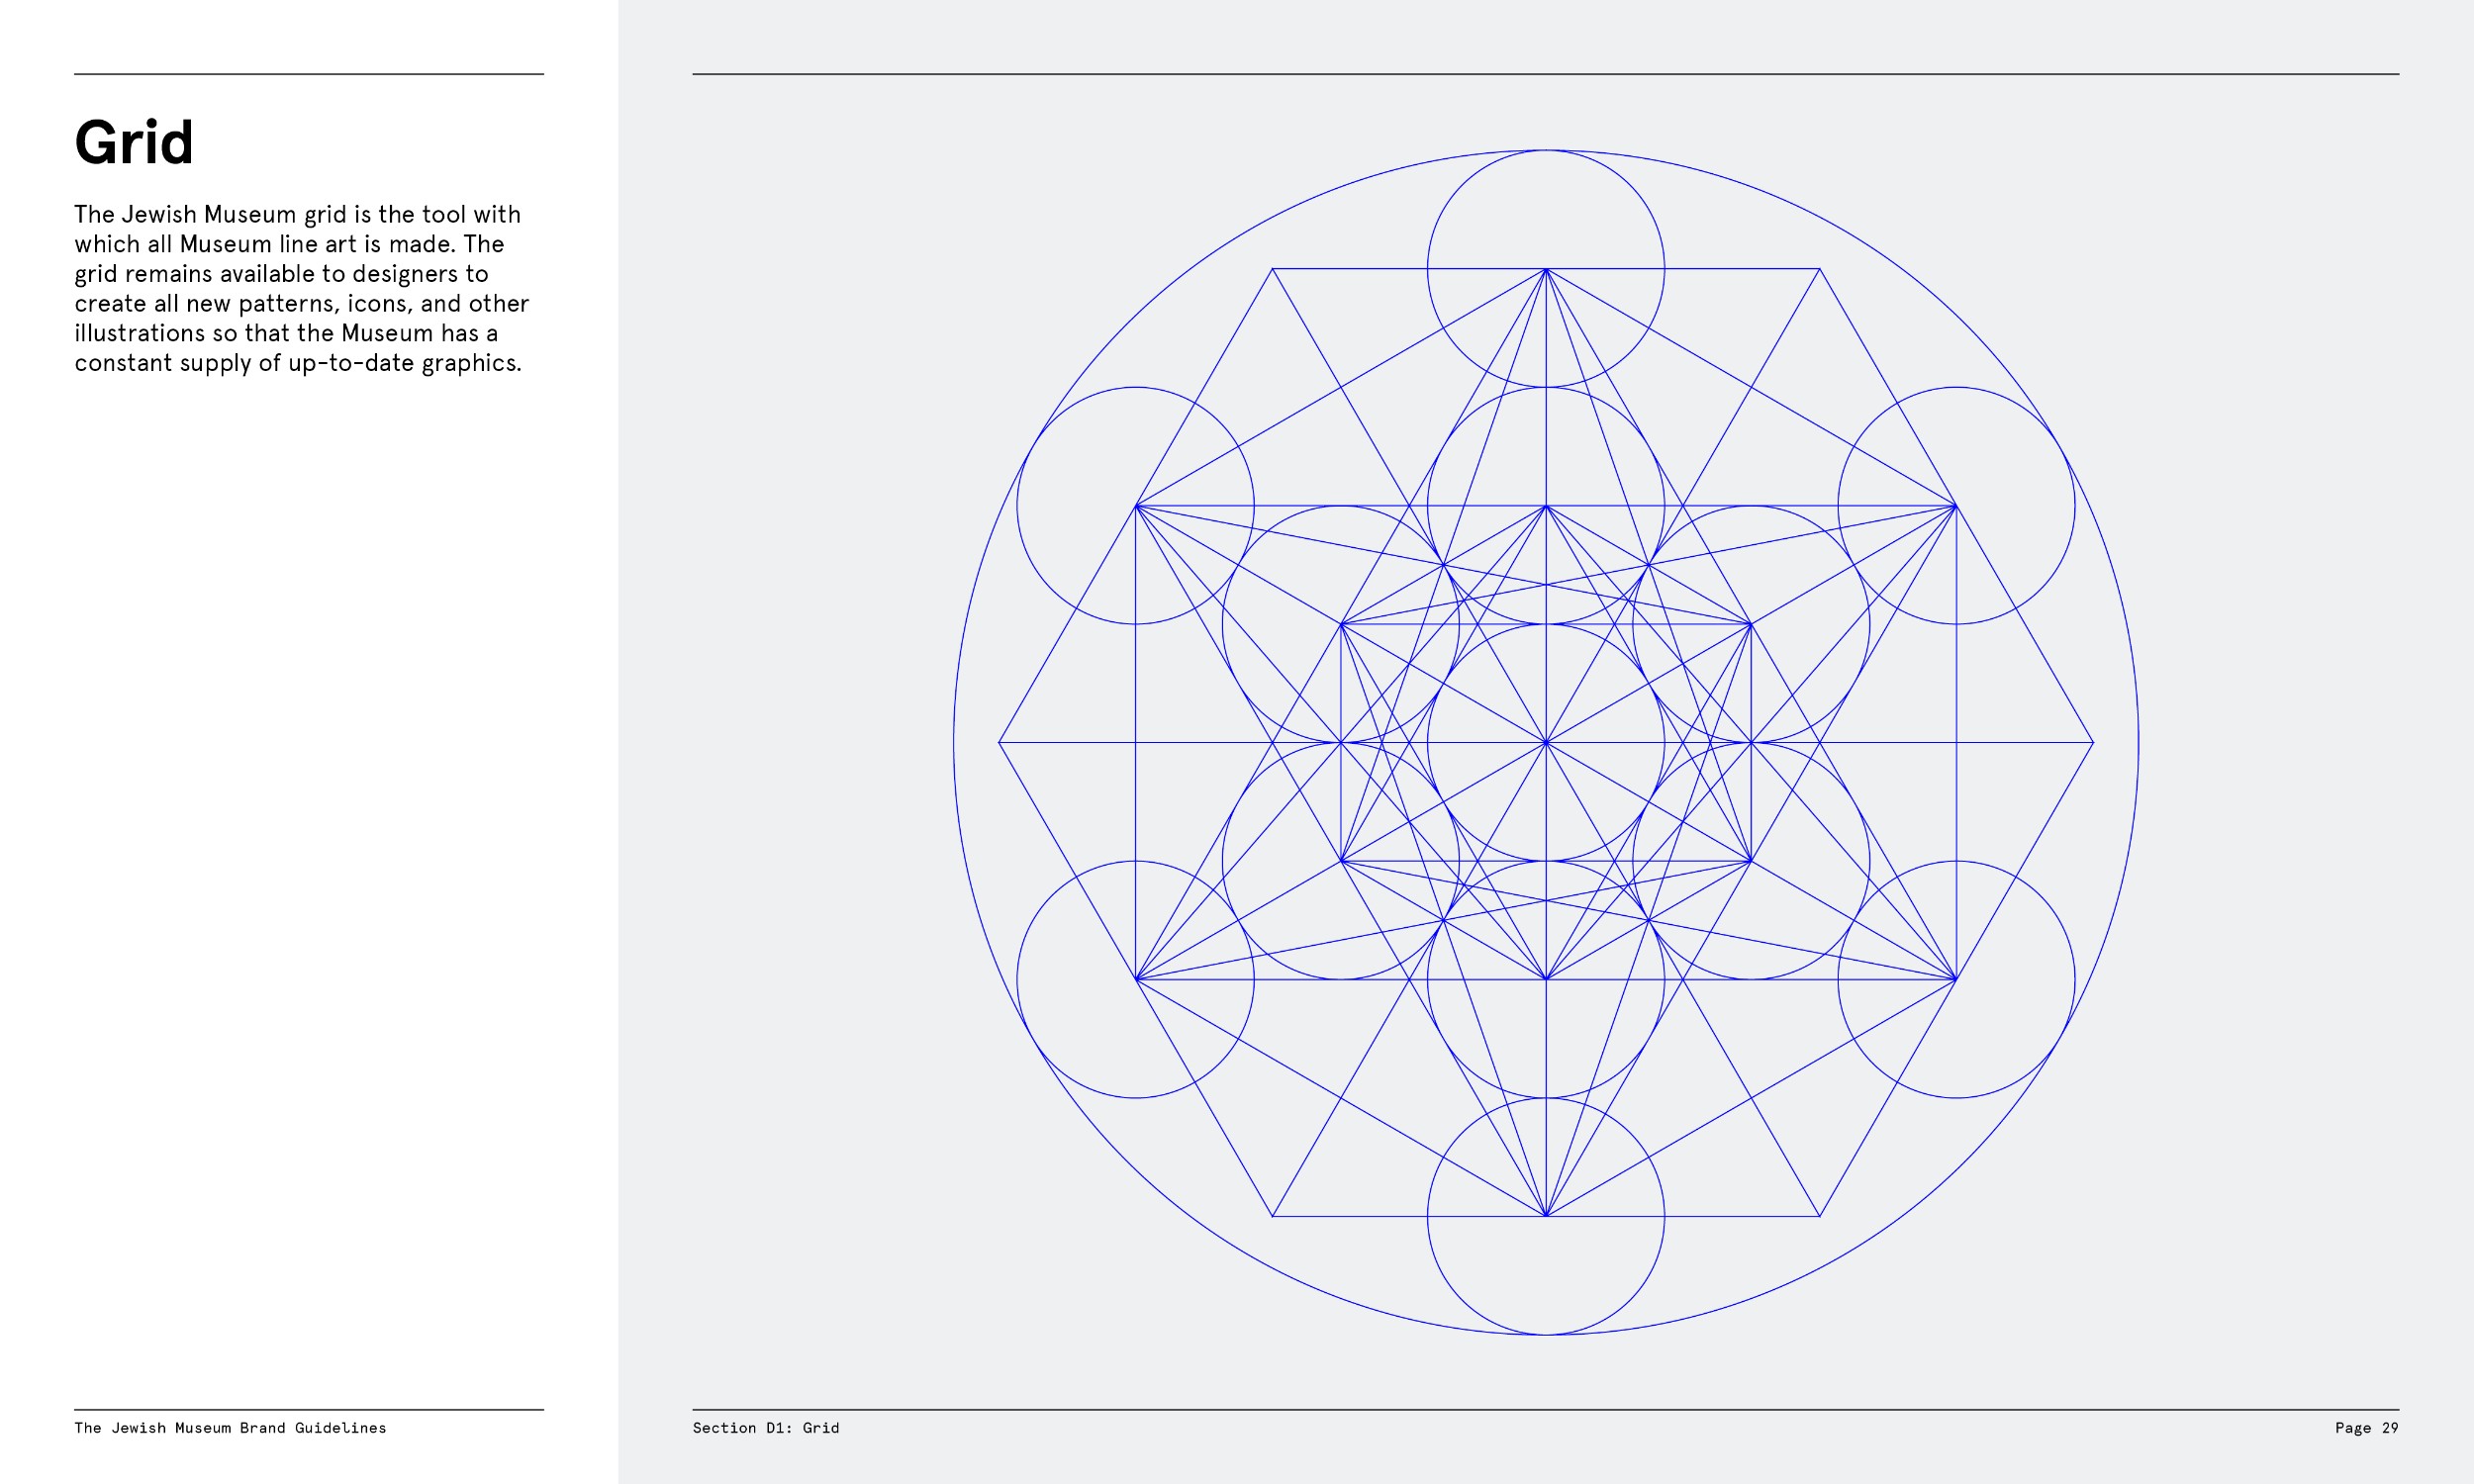 Grid
The Jewish Museum grid is the tool with
which all Museum line art is made. The
grid remains available to designers to
create all new patterns, icons, and other
illustrations so that the Museum has a
constant supply of up-to-date graphics.
The Jewish Museum Brand Guidelines
Section D1: Grid
Page 29